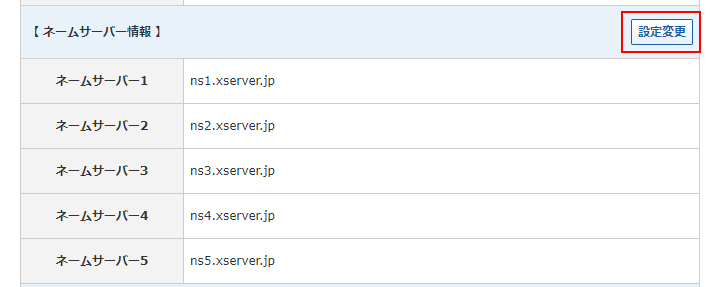 【 ネームサーバー情報 】 設定変更
ネームサーバー1 ns1.xserver.jp
ネームサーバー2 ns2.xserver.jp
ネームサーバー3 ns3.xserver.jp
ネームサーバー4 ns4.xserver.jp
ネームサーバー5 ns5.xserver.jp